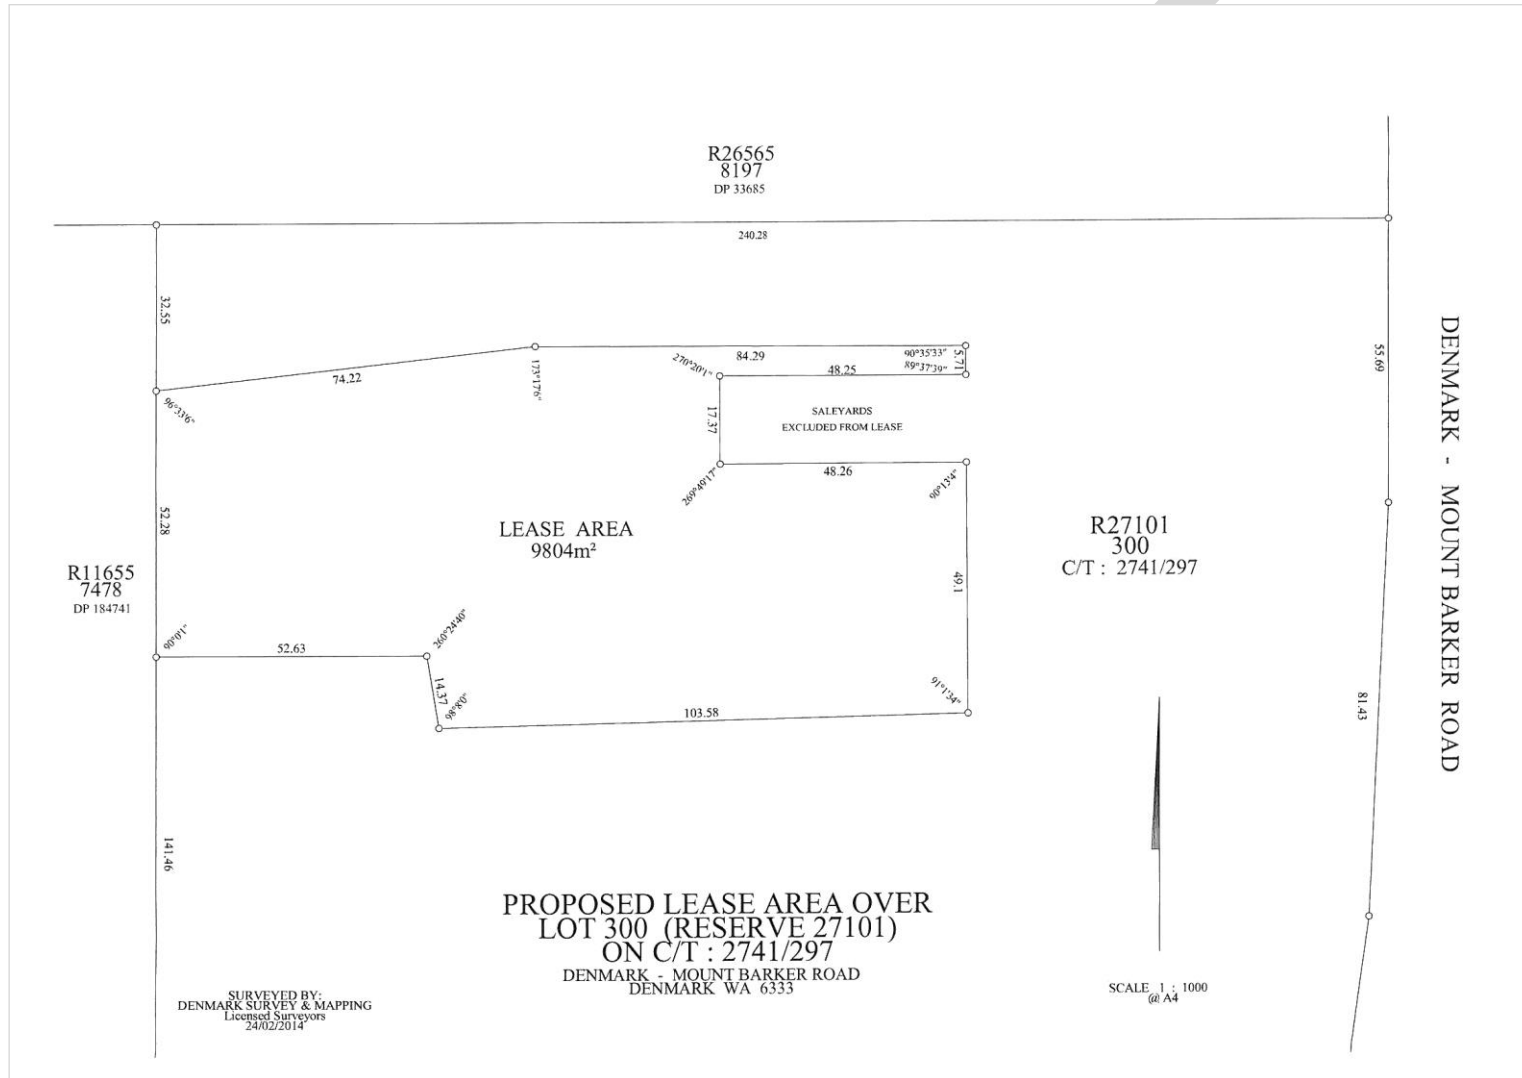 R26565
8197
DP 33685
240.28
32.55
55.69
74.22
96°33'6"
173°17'6"
84.29
90°35'33"
5.71
89°37'39"
270°20'1"
48.25
17.37
SALEYARDS
EXCLUDED FROM LEASE
48.26
269°49'17"
90°13'4"
DENMARK - MOUNT BARKER ROAD
52.28
LEASE AREA
9804m²
R27101
300
C/T : 2741/297
49.1
R11655
7478
DP 184741
90°0'1"
52.63
260°24'40"
14.37
98°8'0"
103.58
91°1'34"
81.43
141.46
PROPOSED LEASE AREA OVER
LOT 300 (RESERVE 27101)
ON C/T : 2741/297
DENMARK - MOUNT BARKER ROAD
DENMARK WA 6333
SURVEYED BY:
DENMARK SURVEY & MAPPING
Licensed Surveyors
24/02/2014
SCALE 1 : 1000
@ A4